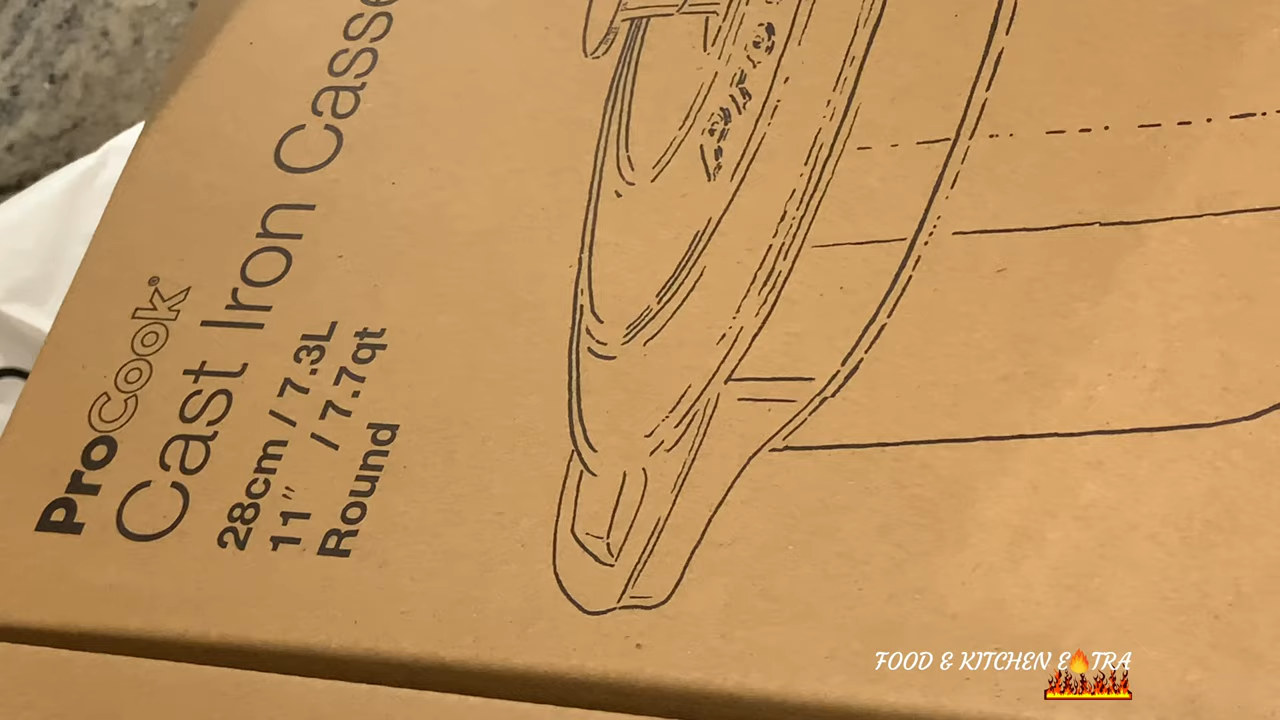 ProCook®
Cast Iron Casse
28cm / 7.3L
11" / 7.7qt
Round
FOOD & KITCHEN E🔥TRA